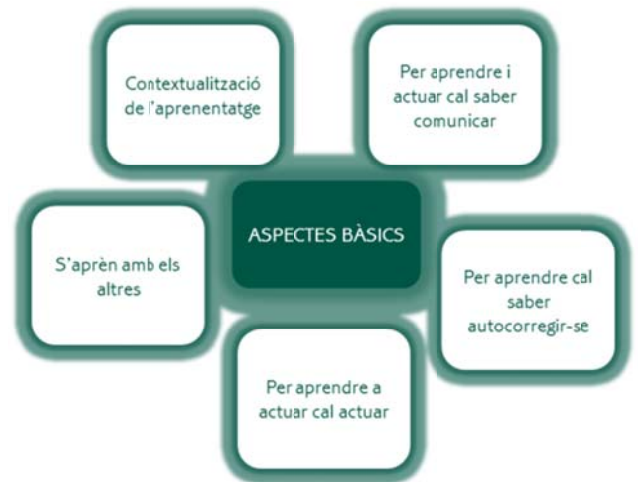 Contextualització
de l'aprenentatge
Per aprendre i
actuar cal saber
comunicar
ASPECTES BÀSICS
S'aprèn amb els
altres
Per aprendre cal
saber
autocorregir-se
Per aprendre a
actuar cal actuar